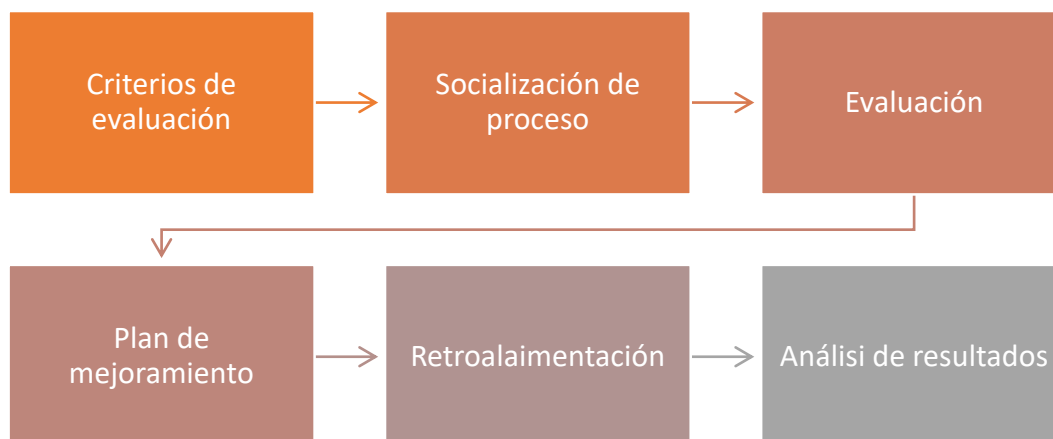 Criterios de
evaluación
Socialización de
proceso
Evaluación
Plan de
mejoramiento
Retroalaimentación
Análisi de resultados